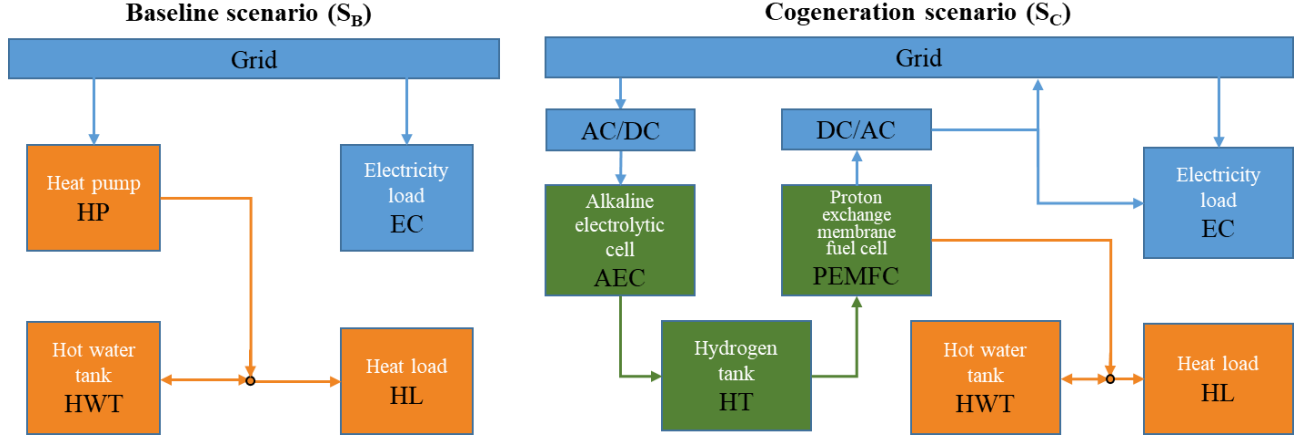 Baseline scenario (S_B)
Grid
Heat pump
HP
Electricity
load
EC
Hot water
tank
HWT
Heat load
HL
Cogeneration scenario (S_C)
Grid
AC/DC
DC/AC
Alkaline
electrolytic
cell
AEC
Proton
exchange
membrane
fuel cell
PEMFC
Electricity
load
EC
Hydrogen
tank
HT
Hot water
tank
HWT
Heat load
HL